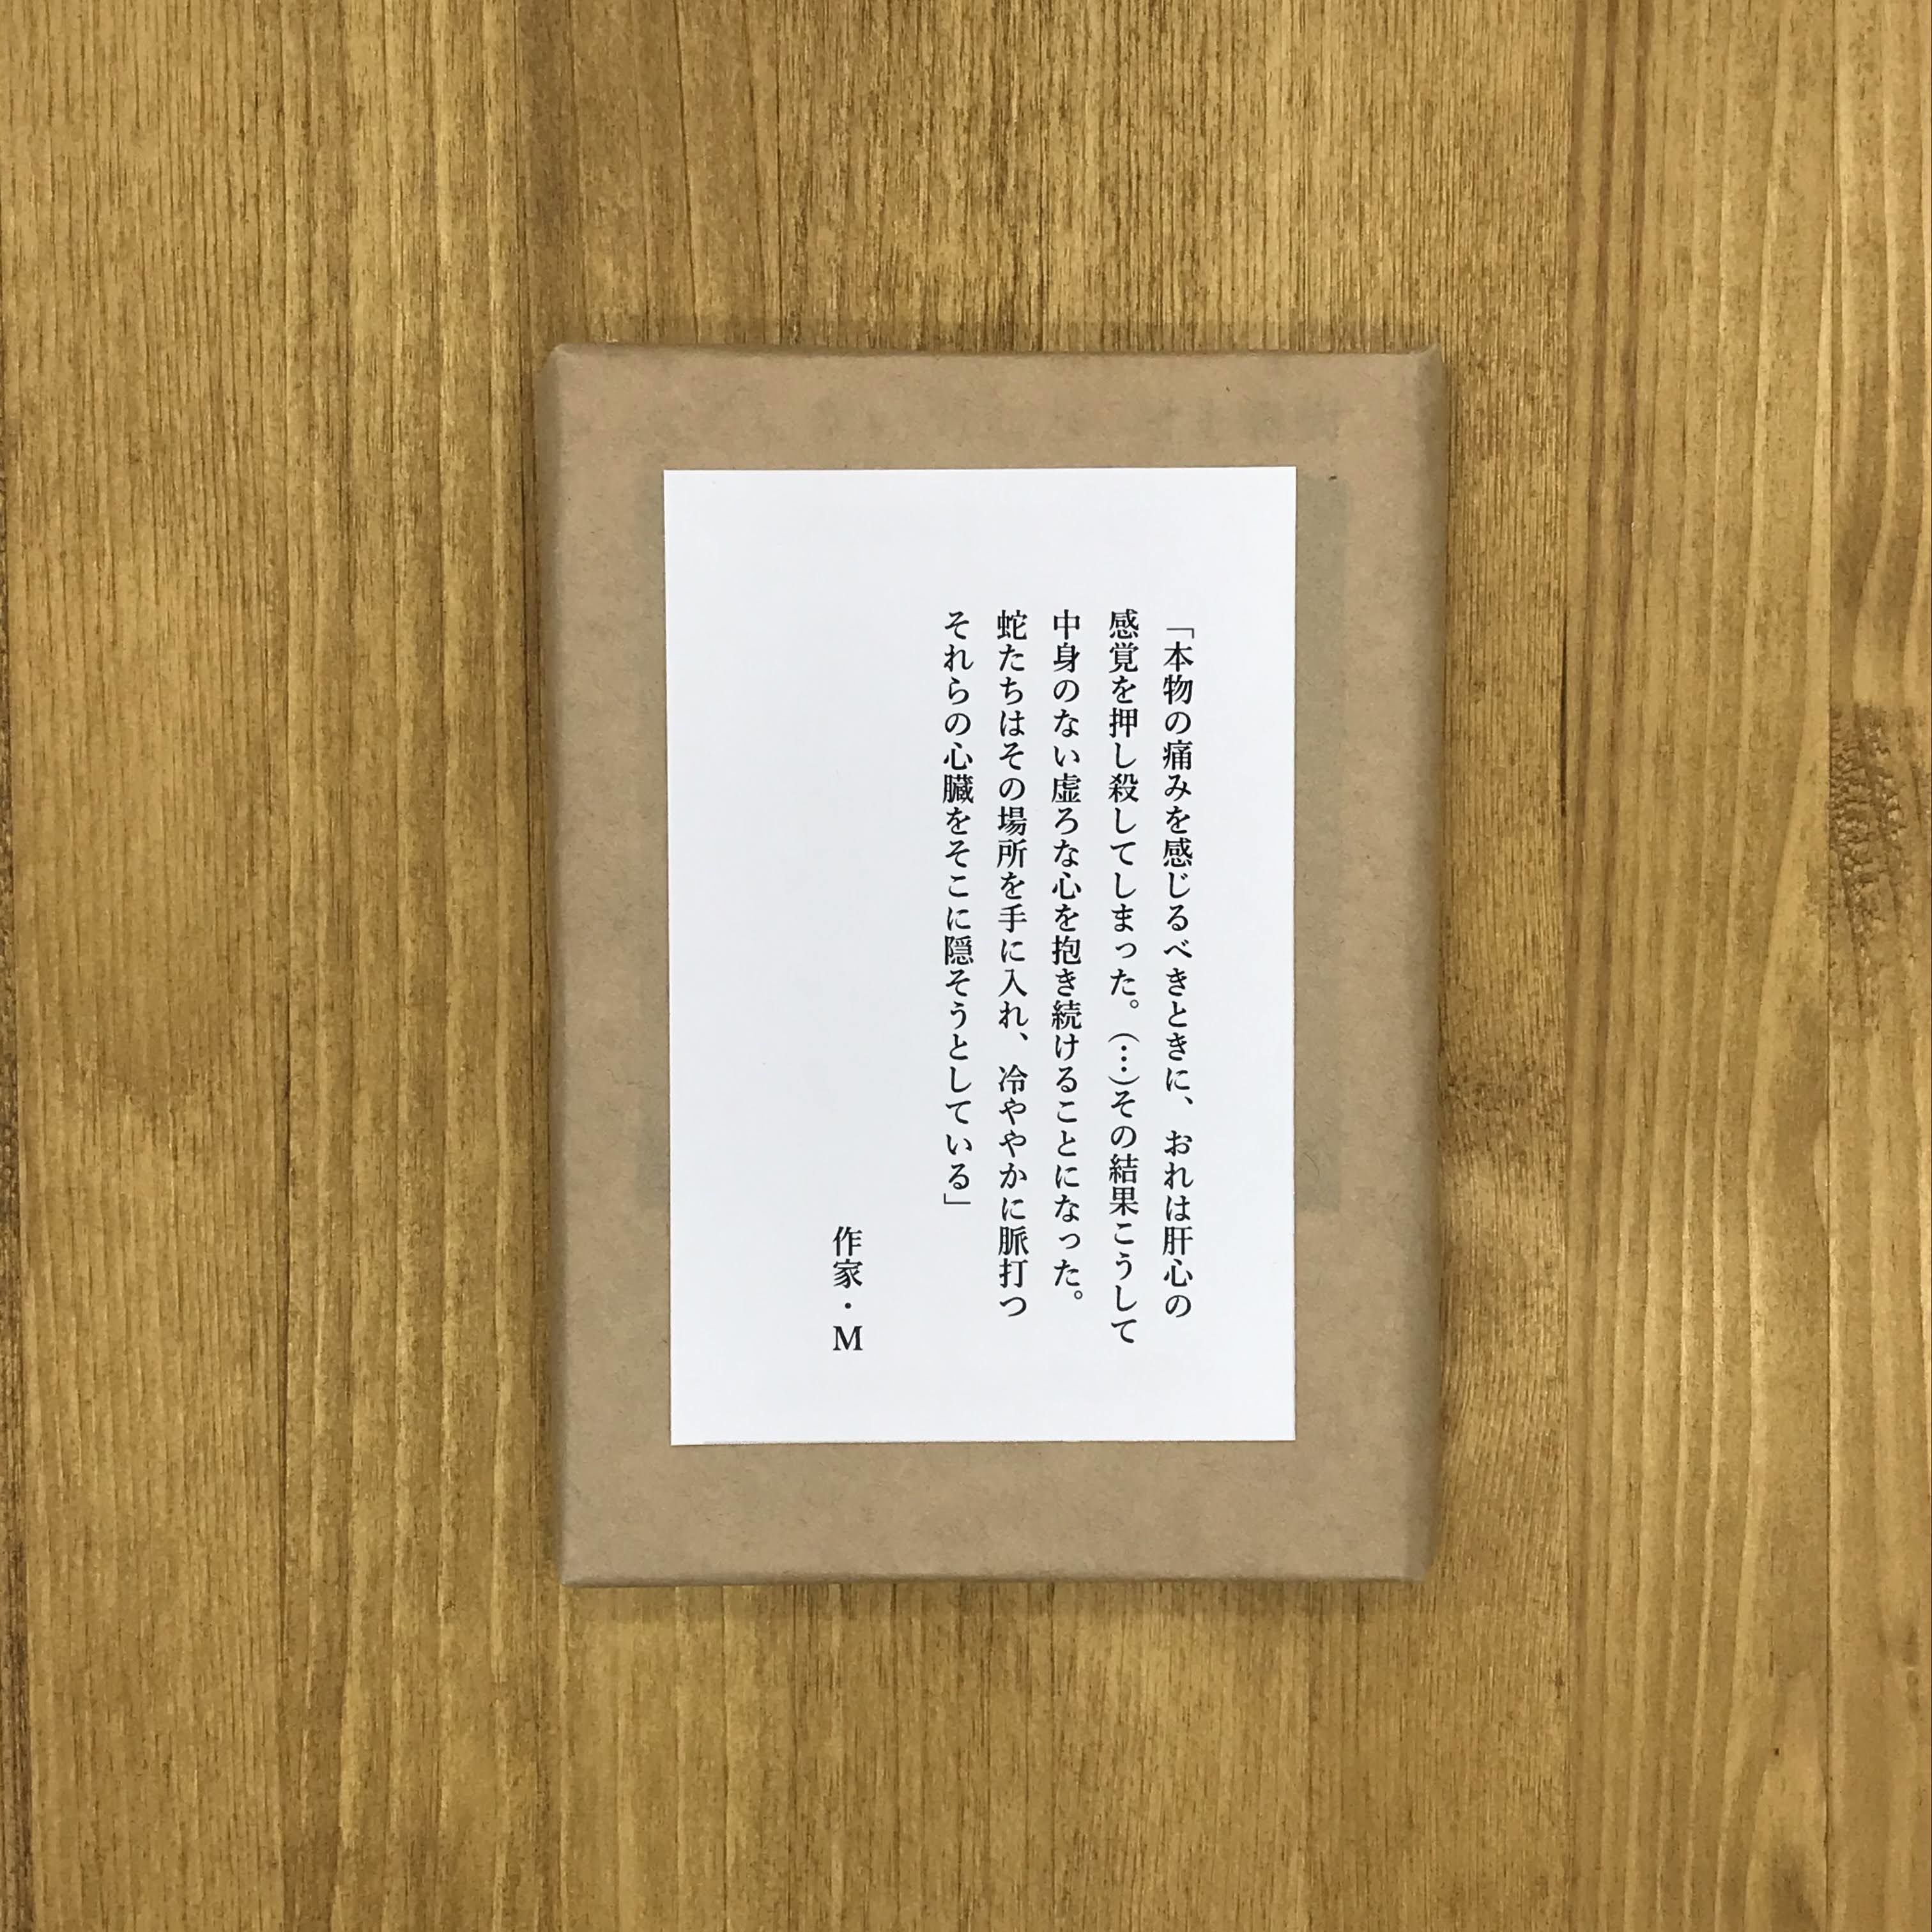 「本物の痛みを感じるべきときに、おれは肝心の
感覚を押し殺してしまった。(…)その結果こうして
中身のない虚ろな心を抱き続けることになった。
蛇たちはその場所を手に入れ、冷ややかに脈打つ
それらの心臓をそこに隠そうとしている」
作家・M